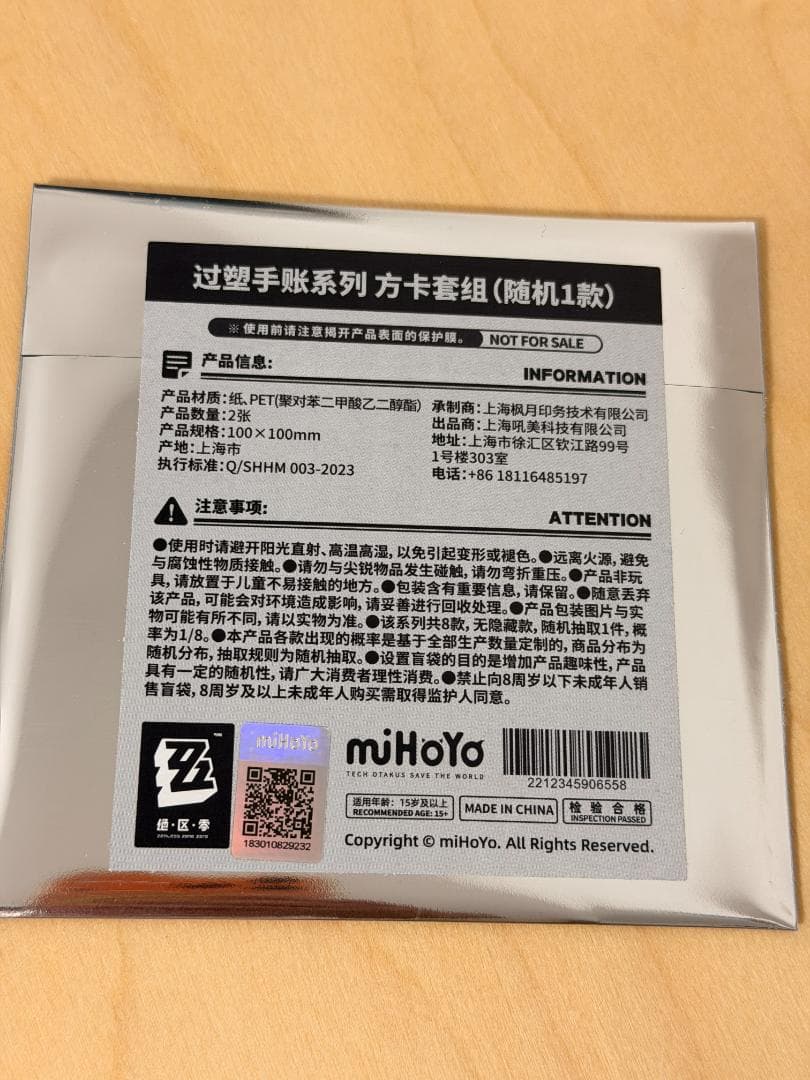 过塑手账系列 方卡套组(随机1款)
※ 使用前请注意揭开产品表面的保护膜。 NOT FOR SALE
产品信息:
INFORMATION
产品材质:纸、PET(聚对苯二甲酸乙二醇酯)
产品数量:2张
产品规格:100×100mm
产地:上海市
执行标准:Q/SHHM 003-2023
承制商:上海枫月印务技术有限公司
出品商:上海吼美科技有限公司
地址:上海市徐汇区钦江路99号
1号楼303室
电话:+86 18116485197
注意事项:
ATTENTION
●使用时请避开阳光直射、高温高湿,以免引起变形或褪色。●远离火源,避免
与腐蚀性物质接触。●请勿与尖锐物品发生碰触,请勿弯折重压。●产品非玩
具,请放置于儿童不易接触的地方。●包装含有重要信息,请保留。●随意丢弃
该产品,可能会对环境造成影响,请妥善进行回收处理。●产品包装图片与实
物可能有所不同,请以实物为准。●该系列共8款,无隐藏款,随机抽取1件,概
率为1/8。●本产品各款出现的概率是基于全部生产数量定制的,商品分布为
随机分布,抽取规则为随机抽取。●设置盲袋的目的是增加产品趣味性,产品
具有一定的随机性,请广大消费者理性消费。●禁止向8周岁以下未成年人销
售盲袋,8周岁及以上未成年人购买需取得监护人同意。
绝·区·零
ZENLESS ZONE ZERO
miHoYo
183010829232
miHoYo
TECH OTAKUS SAVE THE WORLD
2212345906558
适用年龄:15岁及以上
RECOMMENDED AGE: 15+
MADE IN CHINA
检验合格
INSPECTION PASSED
Copyright © miHoYo. All Rights Reserved.